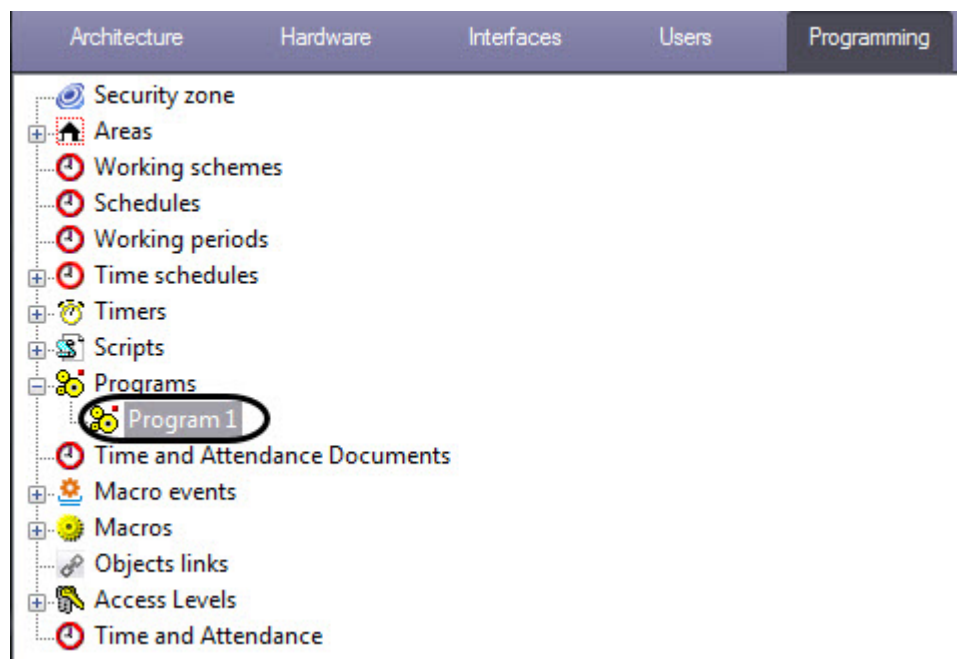 Architecture Hardware Interfaces Users Programming
Security zone
Areas
Working schemes
Schedules
Working periods
Time schedules
Timers
Scripts
Programs
Program 1
Time and Attendance Documents
Macro events
Macros
Objects links
Access Levels
Time and Attendance